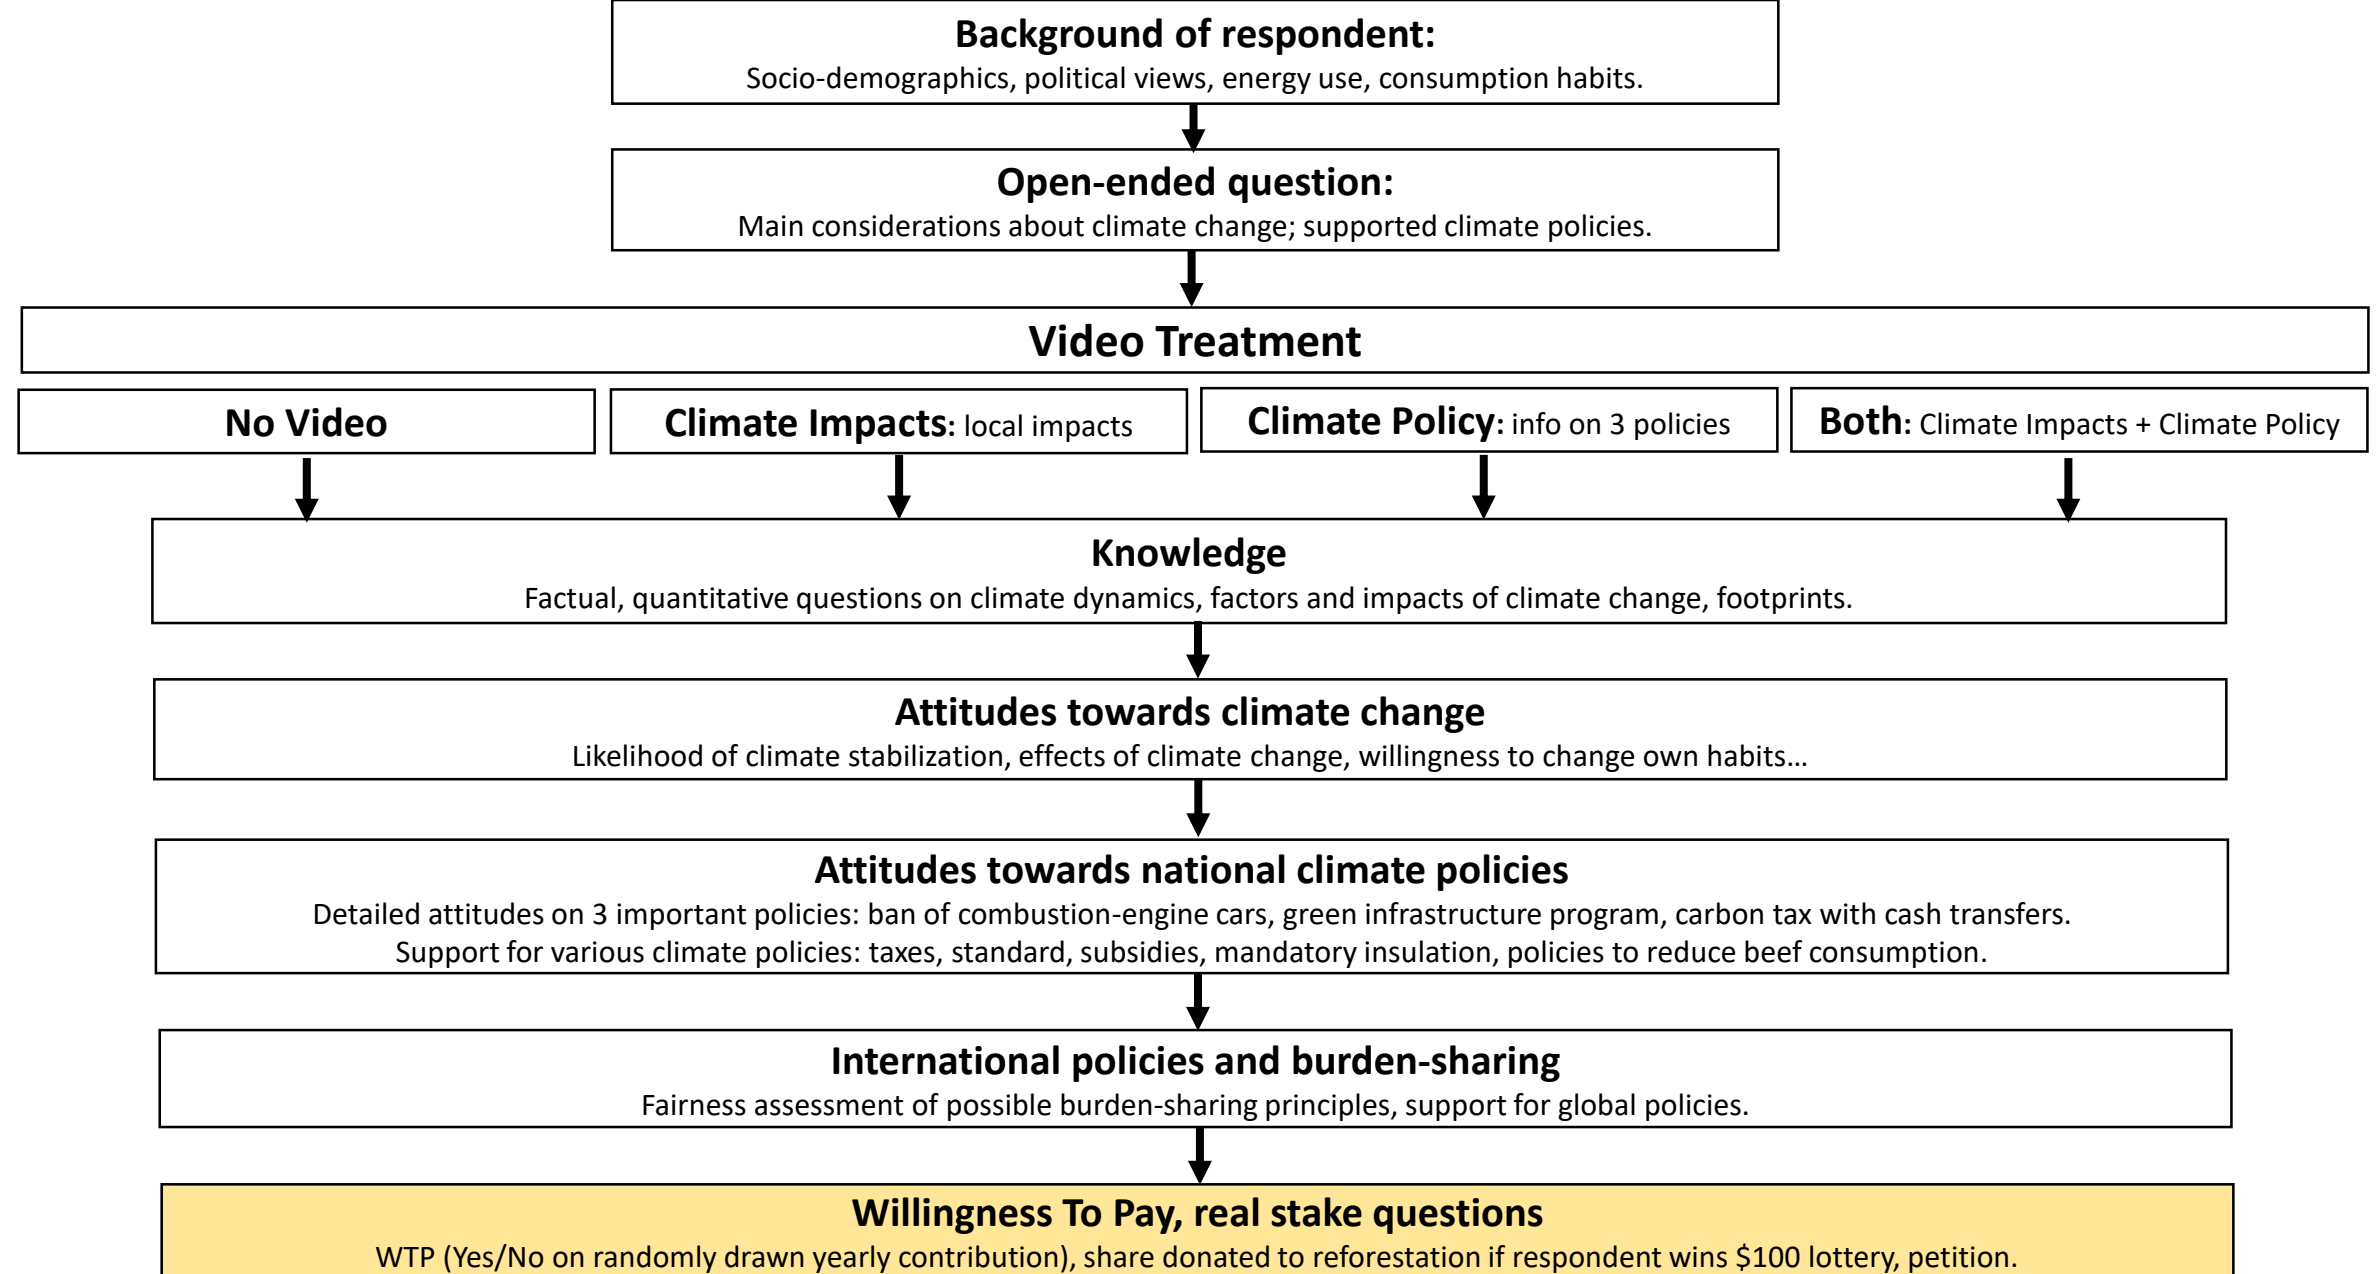 Background of respondent:
Socio-demographics, political views, energy use, consumption habits.
Open-ended question:
Main considerations about climate change; supported climate policies.
Video Treatment
No Video
Climate Impacts: local impacts
Climate Policy: info on 3 policies
Both: Climate Impacts + Climate Policy
Knowledge
Factual, quantitative questions on climate dynamics, factors and impacts of climate change, footprints.
Attitudes towards climate change
Likelihood of climate stabilization, effects of climate change, willingness to change own habits...
Attitudes towards national climate policies
Detailed attitudes on 3 important policies: ban of combustion-engine cars, green infrastructure program, carbon tax with cash transfers.
Support for various climate policies: taxes, standard, subsidies, mandatory insulation, policies to reduce beef consumption.
International policies and burden-sharing
Fairness assessment of possible burden-sharing principles, support for global policies.
Willingness To Pay, real stake questions
WTP (Yes/No on randomly drawn yearly contribution), share donated to reforestation if respondent wins $100 lottery, petition.